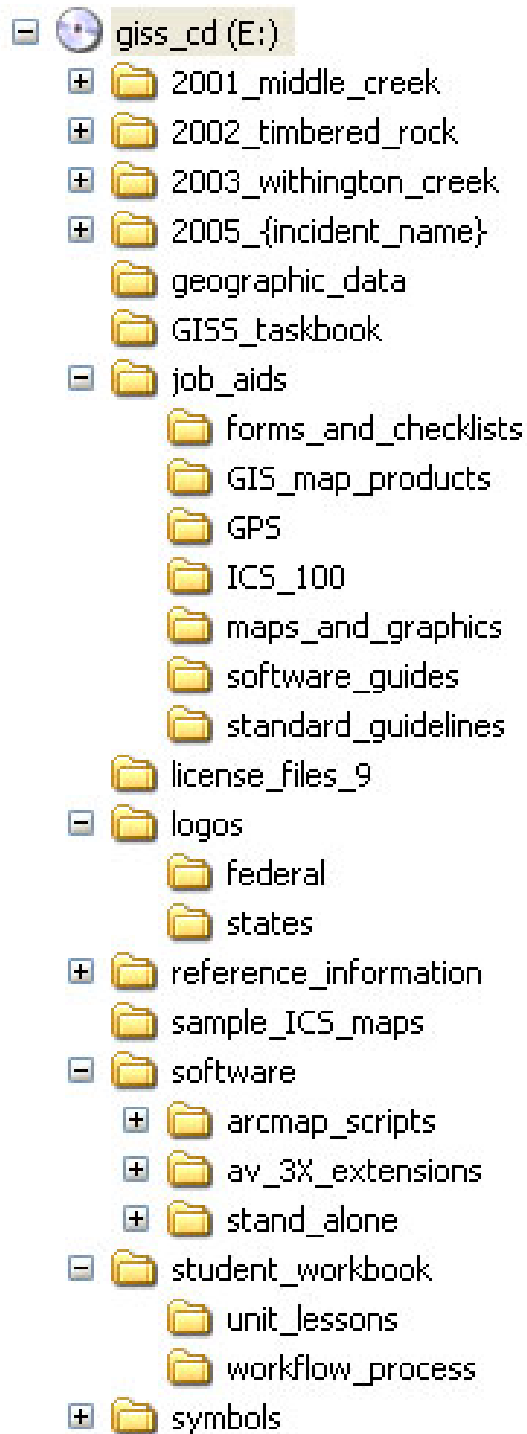 giss_cd (E:)
2001_middle_creek
2002_timbered_rock
2003_withington_creek
2005_{incident_name}
geographic_data
GISS_taskbook
job_aids
forms_and_checklists
GIS_map_products
GPS
ICS_100
maps_and_graphics
software_guides
standard_guidelines
license_files_9
logos
federal
states
reference_information
sample_ICS_maps
software
arcmap_scripts
av_3X_extensions
stand_alone
student_workbook
unit_lessons
workflow_process
symbols